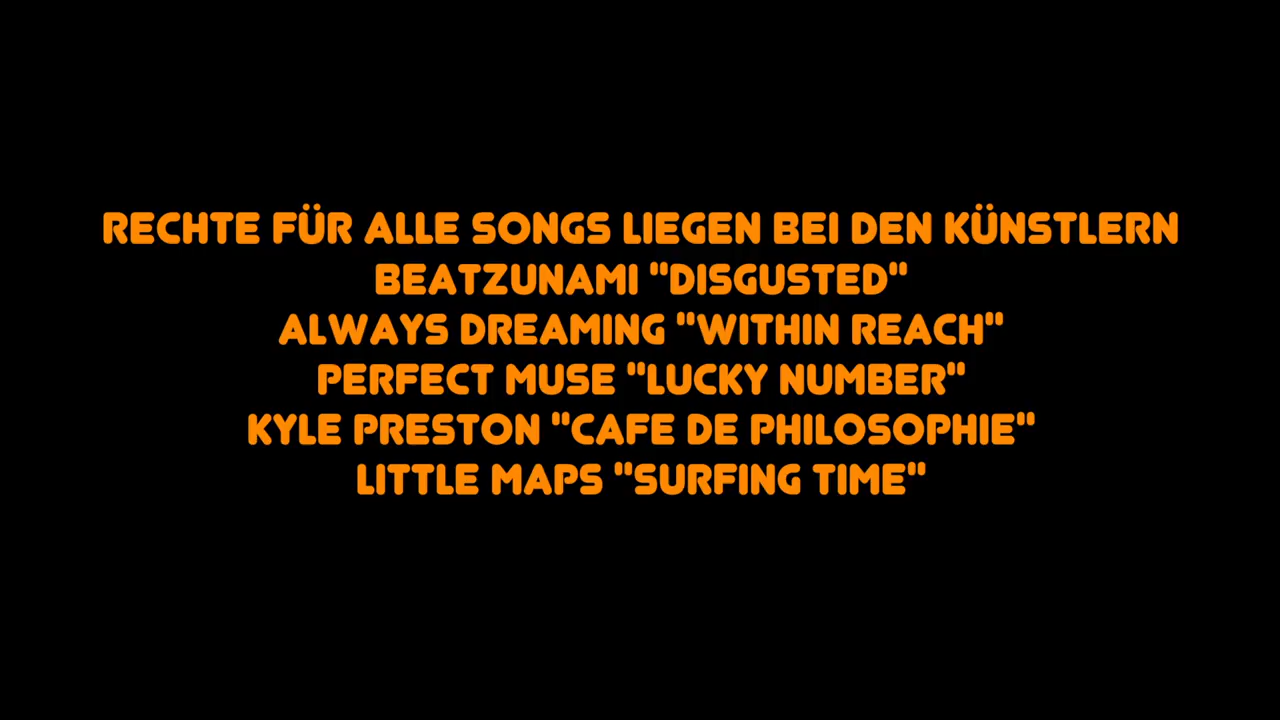 RECHTE FÜR ALLE SONGS LIEGEN BEI DEN KÜNSTLERN
BEATZUNAMI "DISGUSTED"
ALWAYS DREAMING "WITHIN REACH"
PERFECT MUSE "LUCKY NUMBER"
KYLE PRESTON "CAFE DE PHILOSOPHIE"
LITTLE MAPS "SURFING TIME"